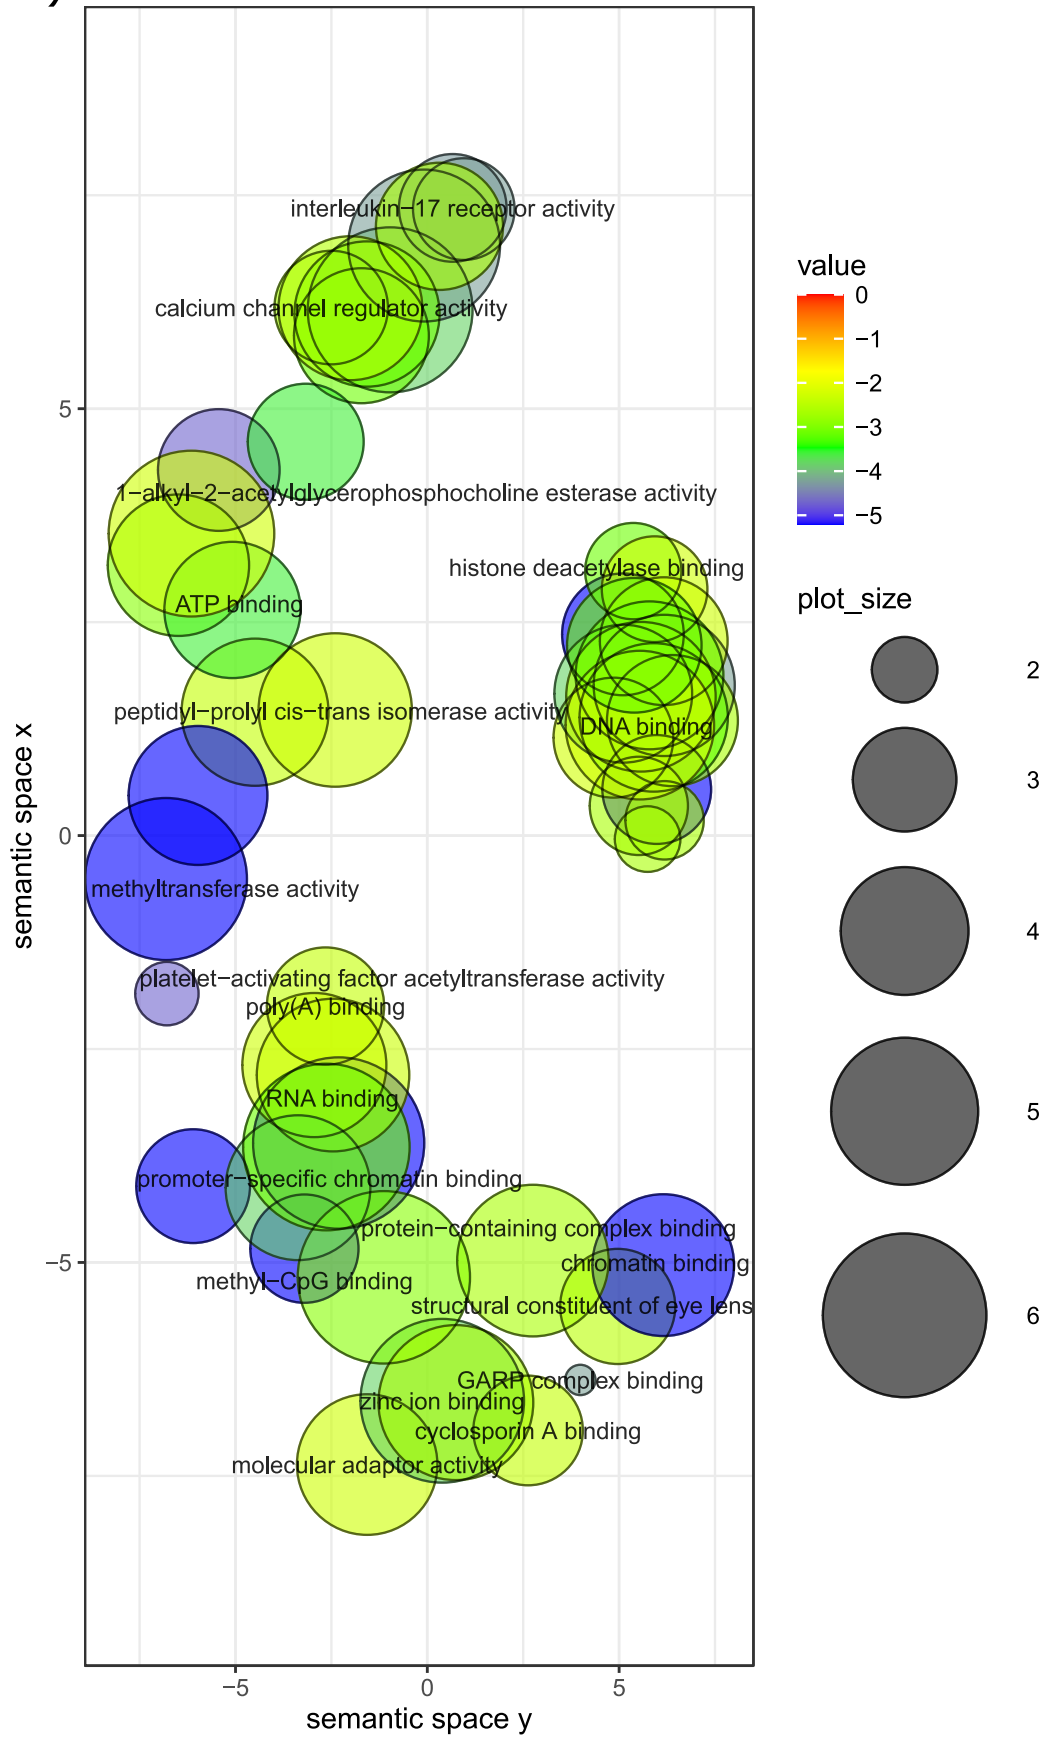 )
interleukin−17 receptor activity
calcium channel regulator activity
5
1−alkyl−2−acetylglycerophosphocholine esterase activity
histone deacetylase binding
ATP binding
peptidyl−prolyl cis−trans isomerase activity
DNA binding
0
methyltransferase activity
platelet−activating factor acetyltransferase activity
poly(A) binding
RNA binding
promoter−specific chromatin binding
protein−containing complex binding
−5
chromatin binding
methyl−CpG binding
structural constituent of eye lens
GARP complex binding
zinc ion binding
cyclosporin A binding
molecular adaptor activity
semantic space x
−5
0
5
semantic space y
value
0
−1
−2
−3
−4
−5
plot_size
2
3
4
5
6